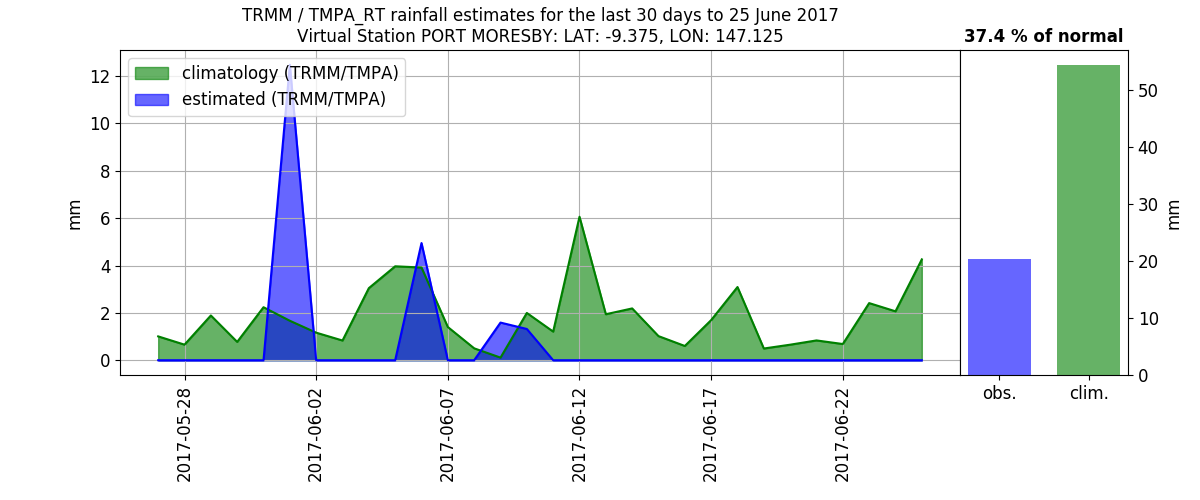 TRMM / TMPA_RT rainfall estimates for the last 30 days to 25 June 2017
Virtual Station PORT MORESBY: LAT: -9.375, LON: 147.125
37.4 % of normal
climatology (TRMM/TMPA)
estimated (TRMM/TMPA)
mm
12
10
8
6
4
2
0
2017-05-28
2017-06-02
2017-06-07
2017-06-12
2017-06-17
2017-06-22
obs.
clim.
50
40
30
20
10
0
mm